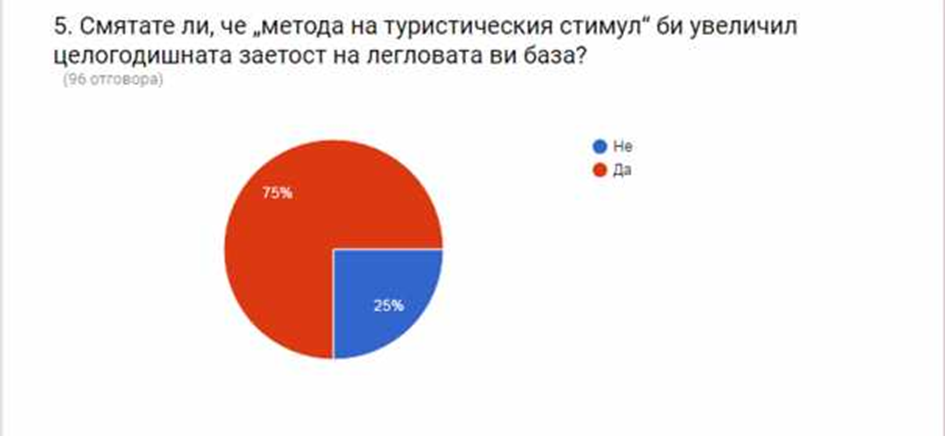 5. Смятате ли, че „метода на туристическия стимул“ би увеличил
целогодишната заетост на легловата ви база?
(96 отговора)
Не
Да
75%
25%